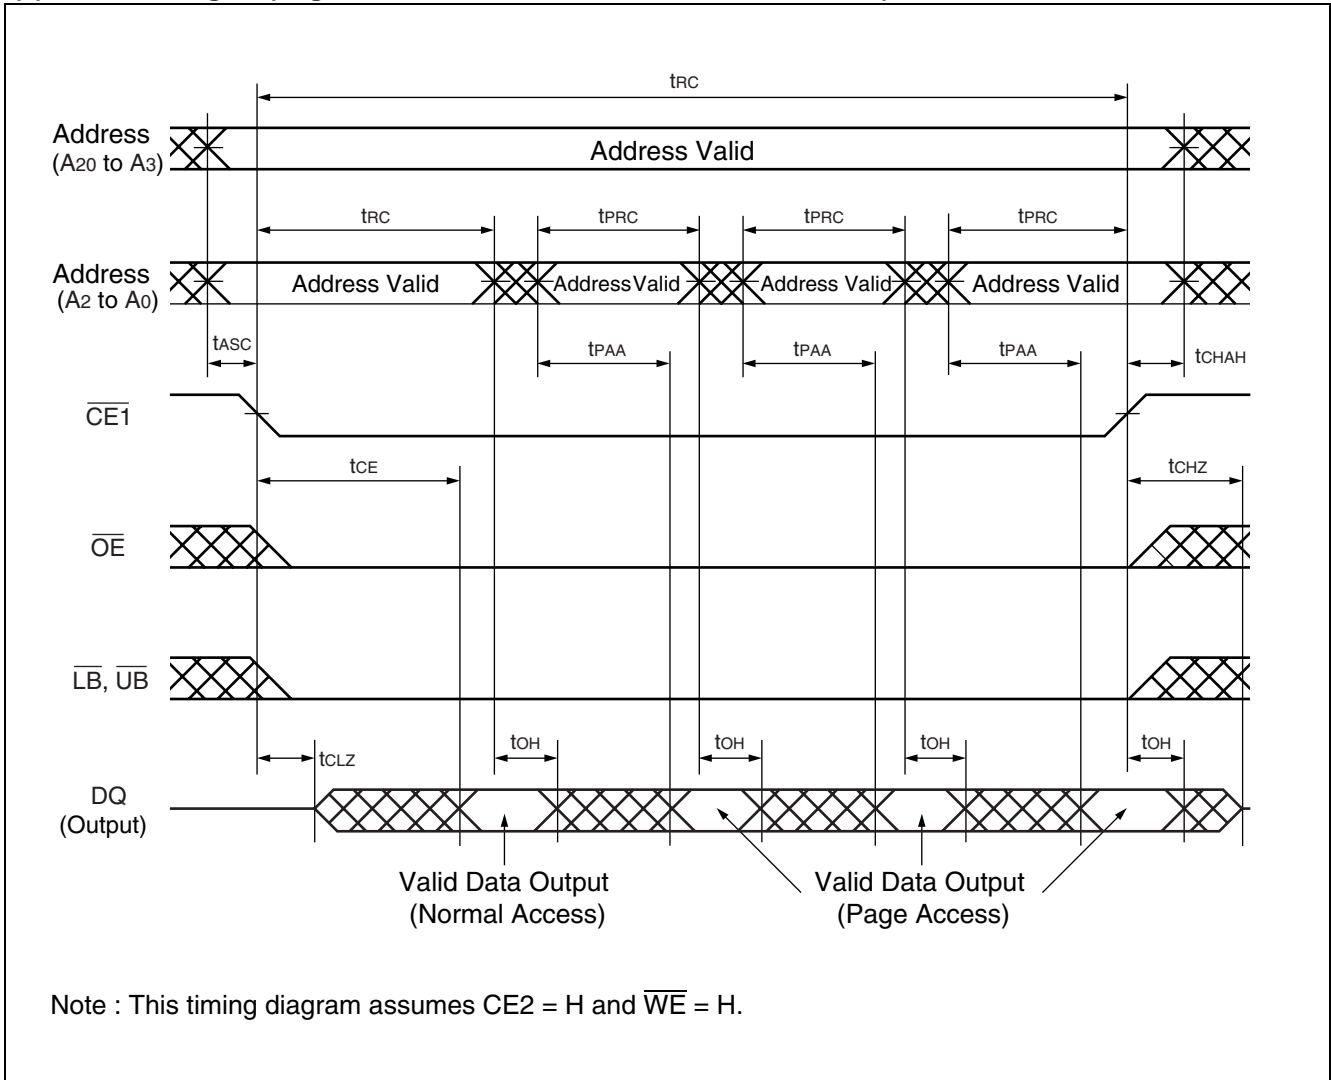 tRC
Address
(A20 to A3)
Address Valid
tRC tPRC tPRC tPRC
Address
(A2 to A0)
Address Valid Address Valid Address Valid Address Valid
tASC tPAA tPAA tPAA tCHAH
CE1
tCE tCHZ
OE
LB, UB
tCLZ tOH tOH tOH tOH
DQ
(Output)
Valid Data Output
(Normal Access)
Valid Data Output
(Page Access)
Note : This timing diagram assumes CE2 = H and WE = H.